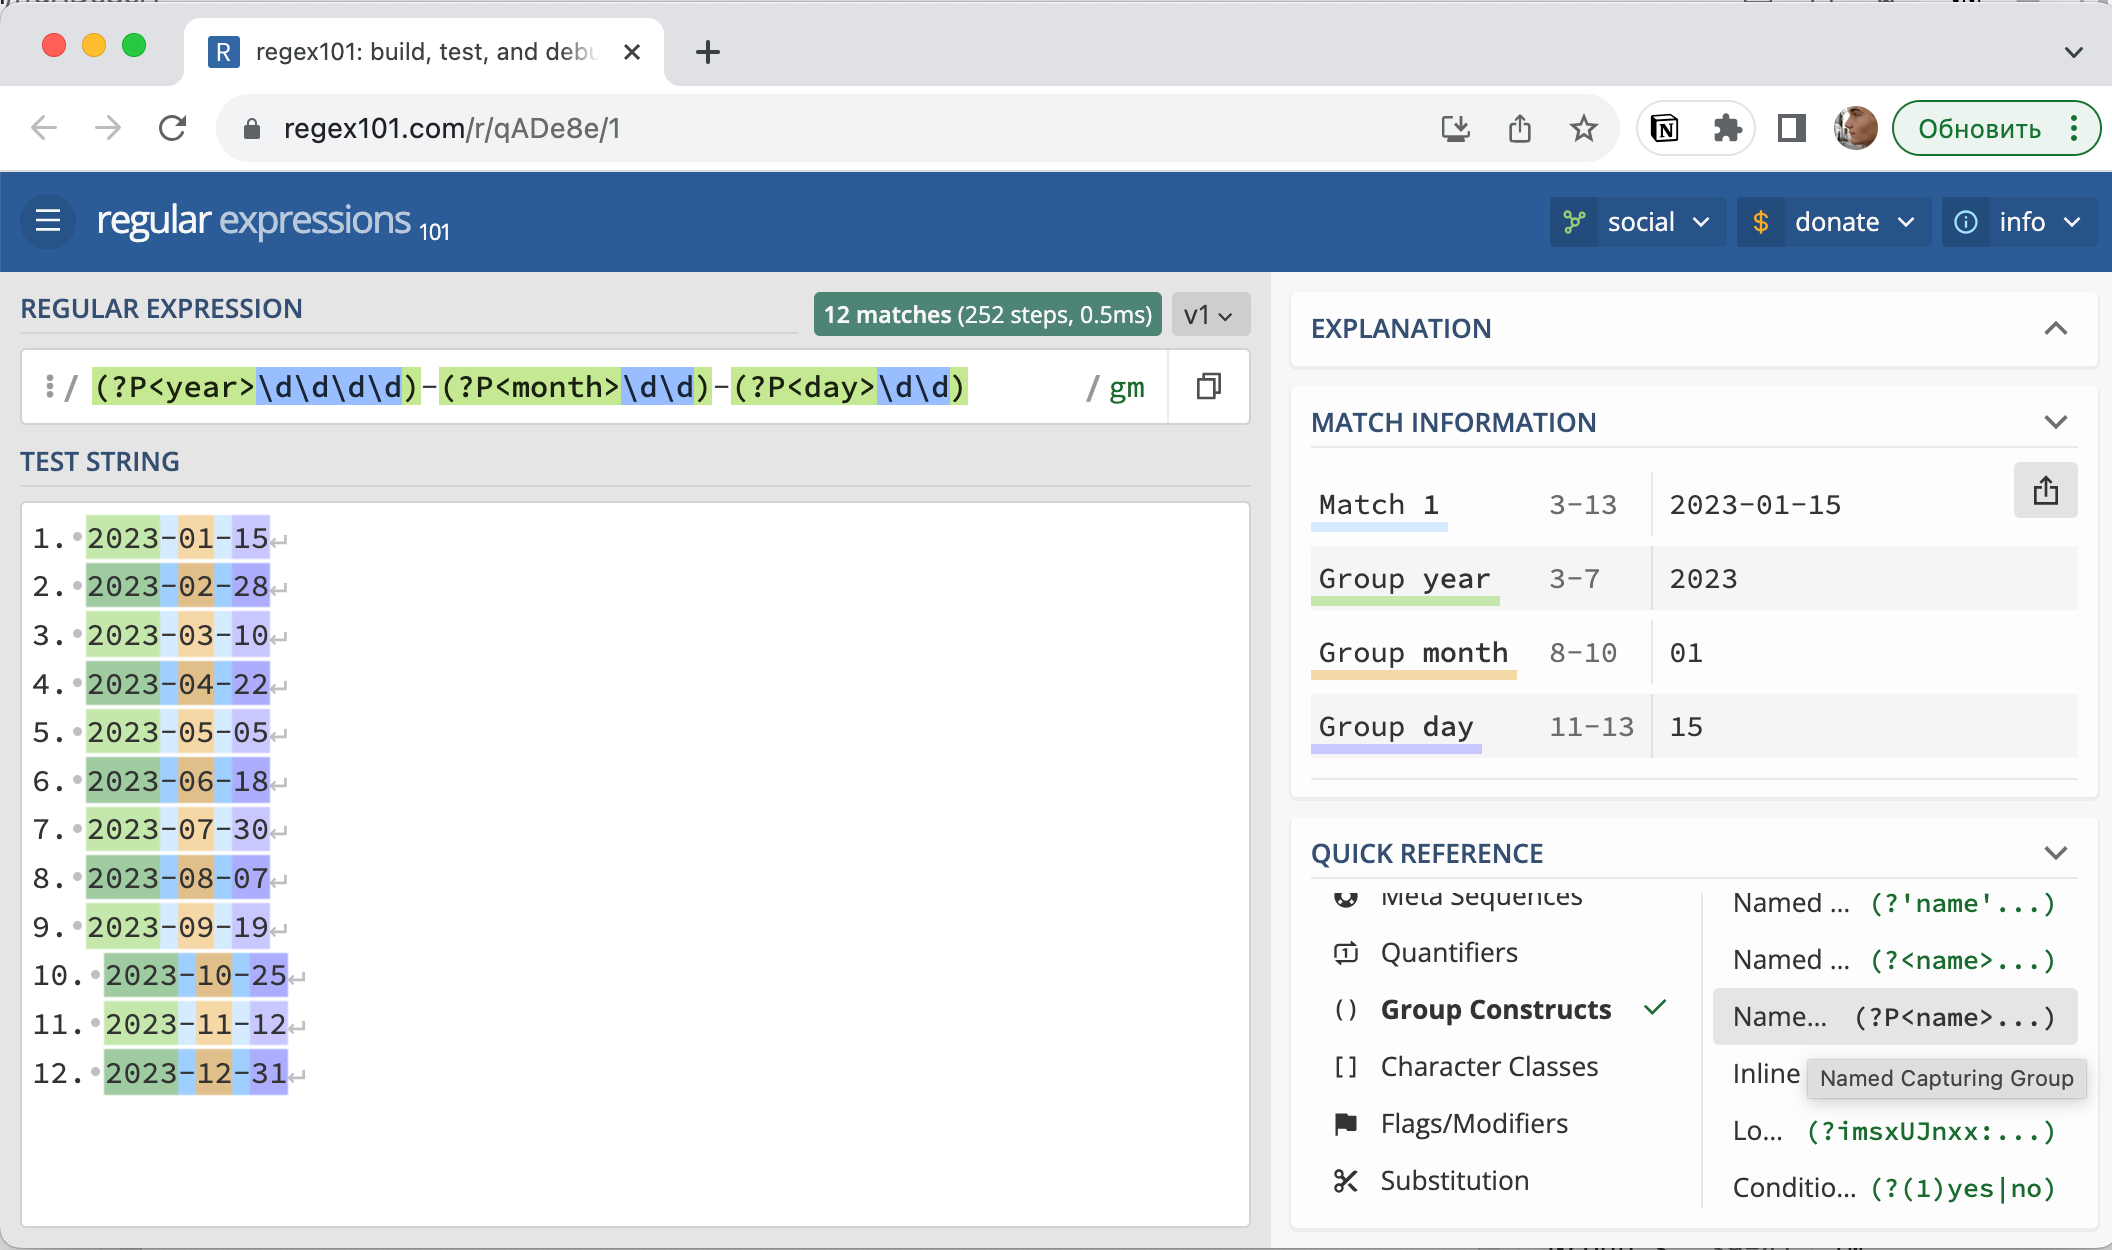 regex101: build, test, and debu
regex101.com/r/qADe8e/1
Обновить
regular expressions 101
social
donate
info
REGULAR EXPRESSION
12 matches (252 steps, 0.5ms)
v1
/ (?P<year>\d\d\d\d)-(?P<month>\d\d)-(?P<day>\d\d) / gm
TEST STRING
1. 2023-01-15
2. 2023-02-28
3. 2023-03-10
4. 2023-04-22
5. 2023-05-05
6. 2023-06-18
7. 2023-07-30
8. 2023-08-07
9. 2023-09-19
10. 2023-10-25
11. 2023-11-12
12. 2023-12-31
EXPLANATION
MATCH INFORMATION
Match 1 3-13 2023-01-15
Group year 3-7 2023
Group month 8-10 01
Group day 11-13 15
QUICK REFERENCE
Meta Sequences
Quantifiers
() Group Constructs
[] Character Classes
Flags/Modifiers
Substitution
Named ... (?'name'...)
Named ... (?<name>...)
Name... (?P<name>...)
Inline
Named Capturing Group
Lo... (?imsxUJnxx:...)
Conditio... (?(1)yes|no)